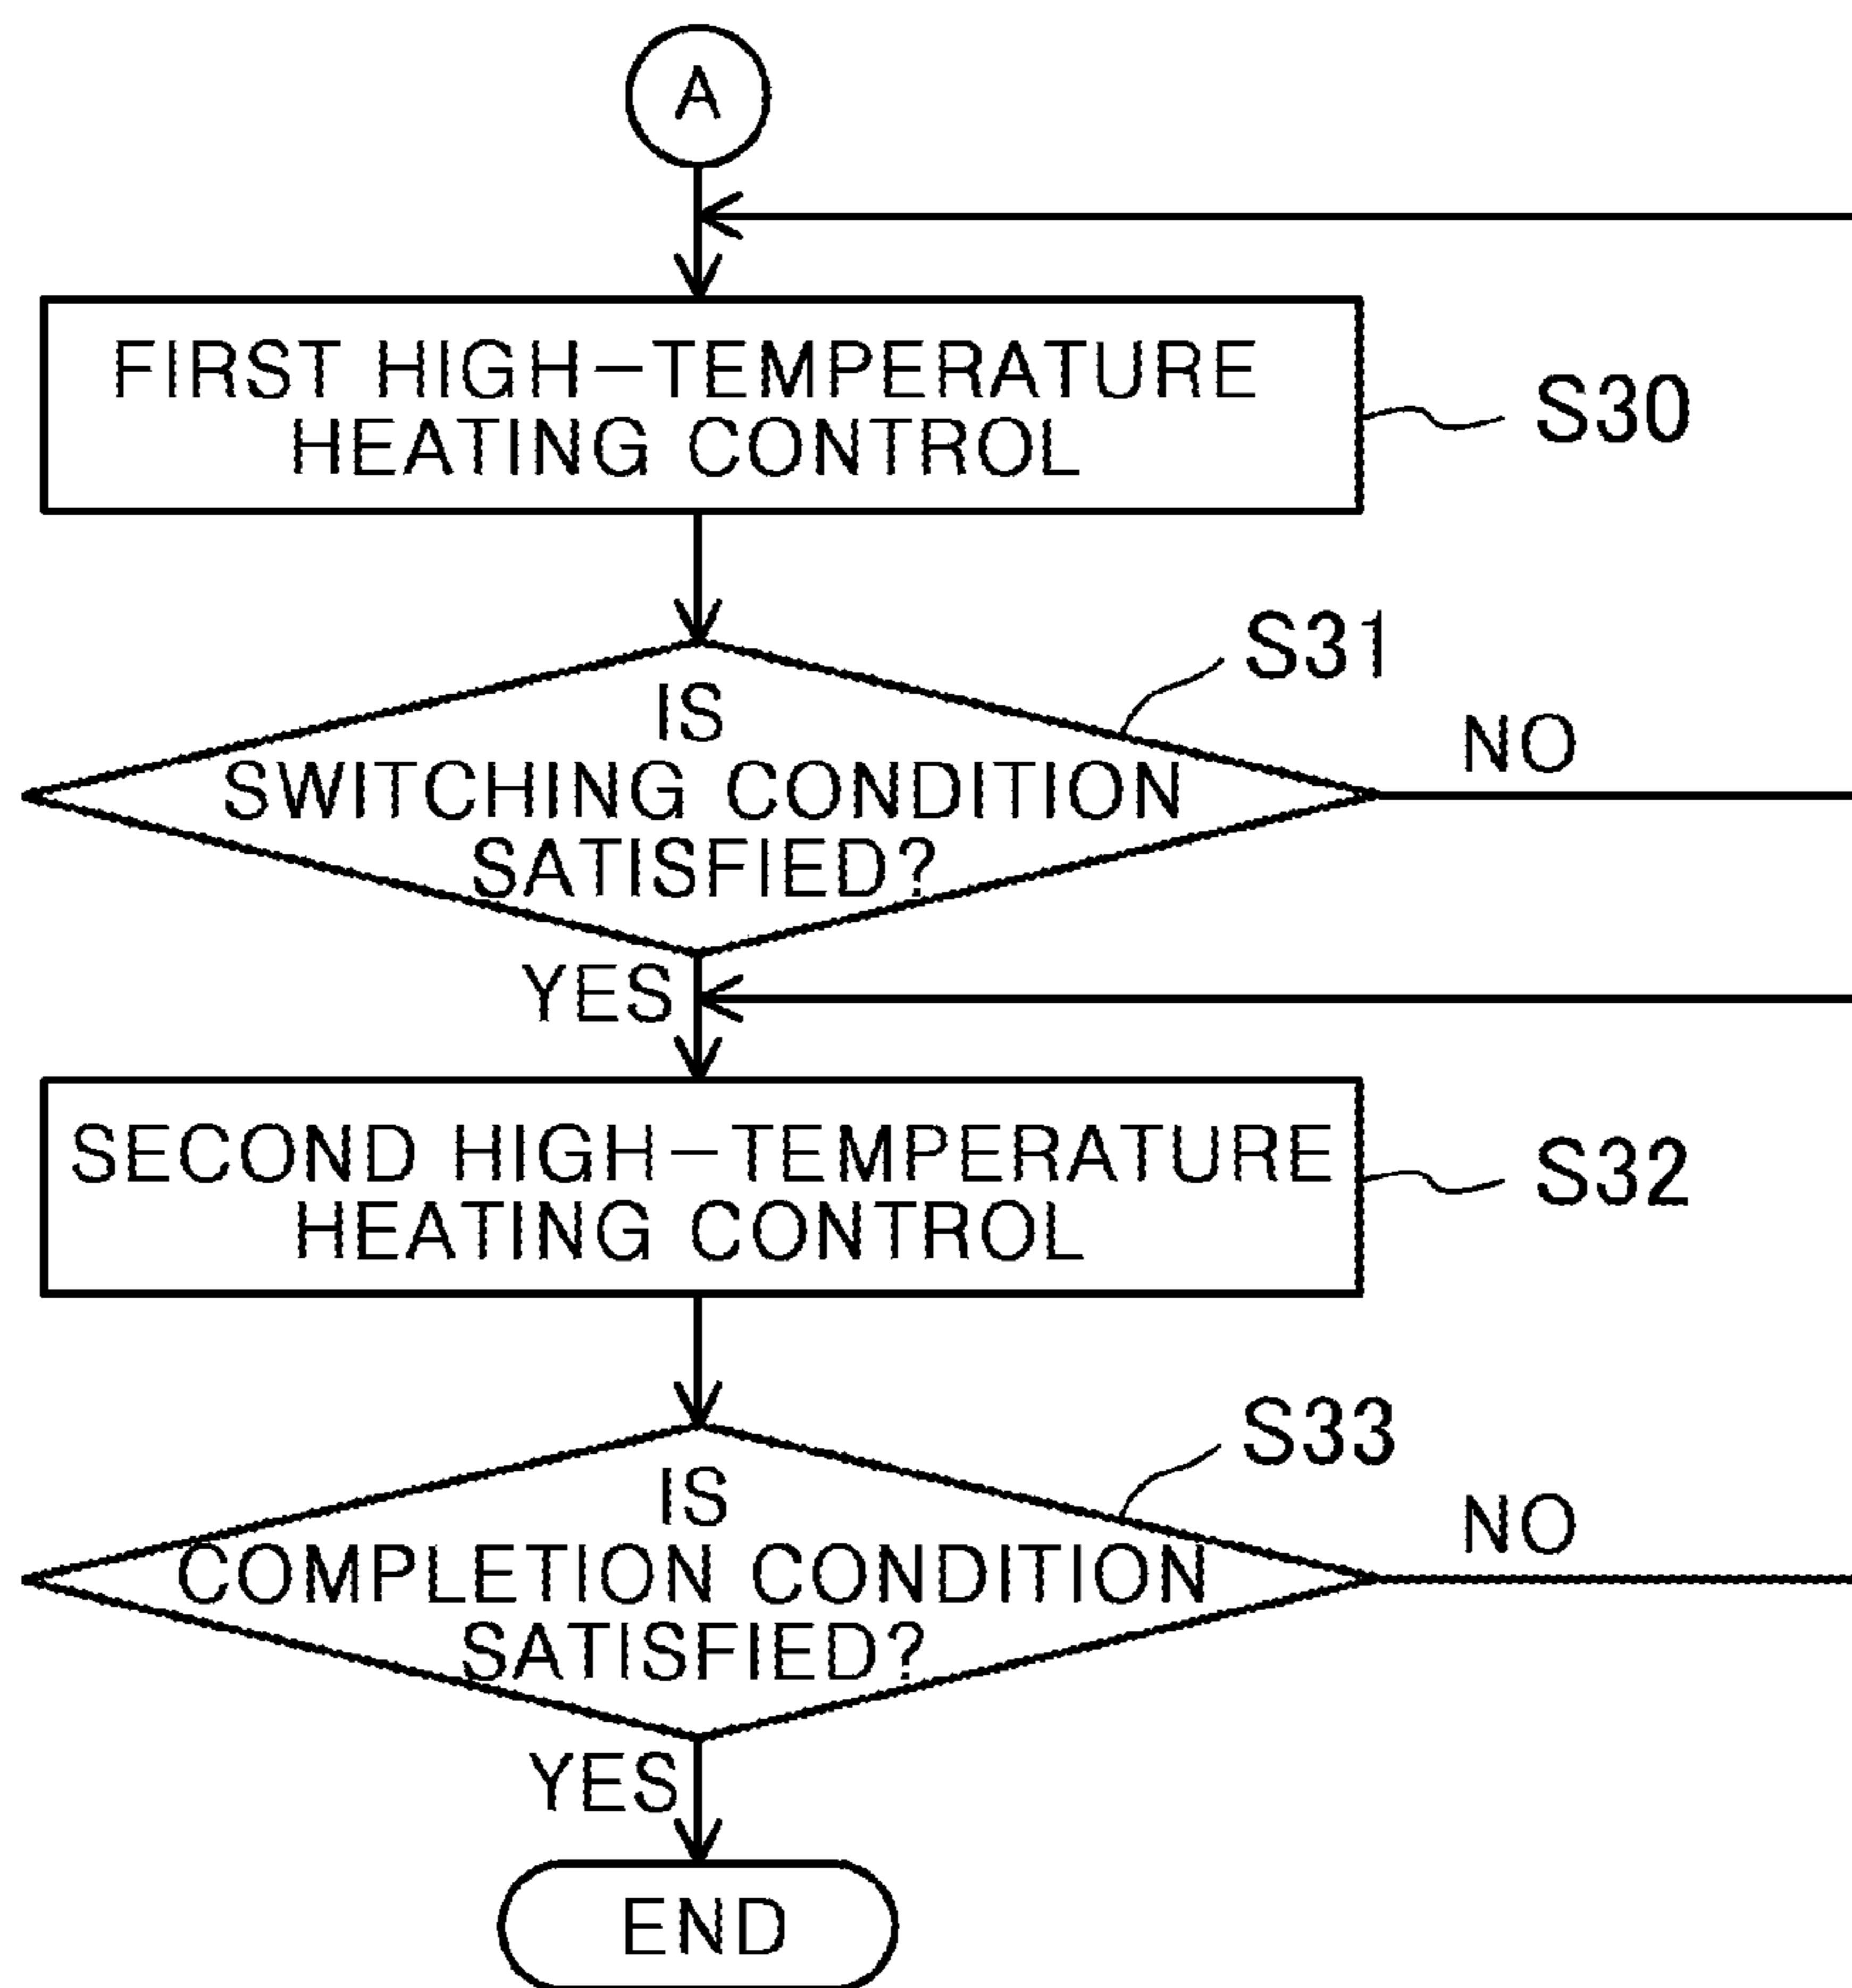 A
FIRST HIGH-TEMPERATURE
HEATING CONTROL
S30
S31
IS
SWITCHING CONDITION
SATISFIED?
NO
YES
SECOND HIGH-TEMPERATURE
HEATING CONTROL
S32
S33
IS
COMPLETION CONDITION
SATISFIED?
NO
YES
END